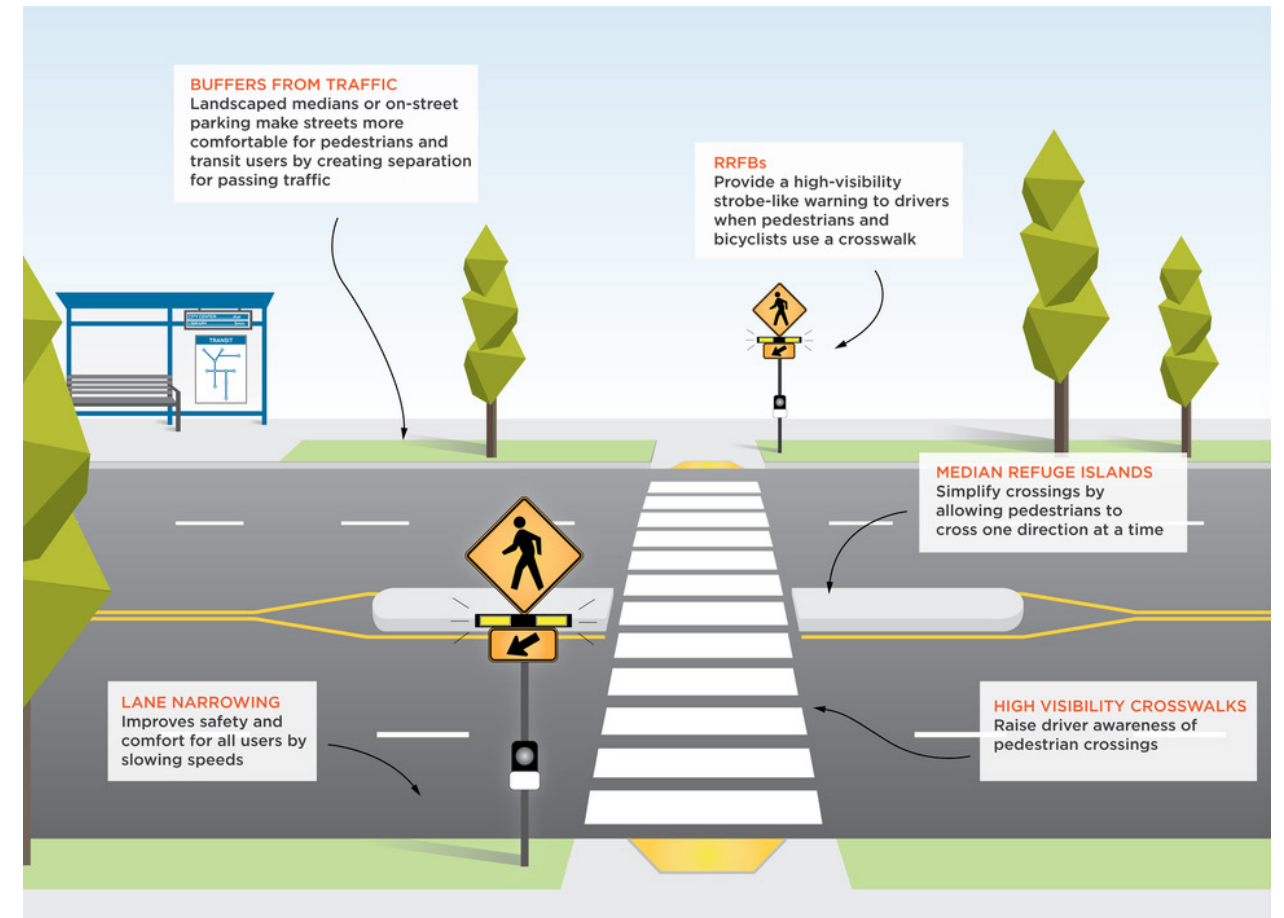 BUFFERS FROM TRAFFIC
Landscaped medians or on-street
parking make streets more
comfortable for pedestrians and
transit users by creating separation
for passing traffic
RRFBs
Provide a high-visibility
strobe-like warning to drivers
when pedestrians and
bicyclists use a crosswalk
CITY CENTER
LIBRARY
TRANSIT
MEDIAN REFUGE ISLANDS
Simplify crossings by
allowing pedestrians to
cross one direction at a time
LANE NARROWING
Improves safety and
comfort for all users by
slowing speeds
HIGH VISIBILITY CROSSWALKS
Raise driver awareness of
pedestrian crossings